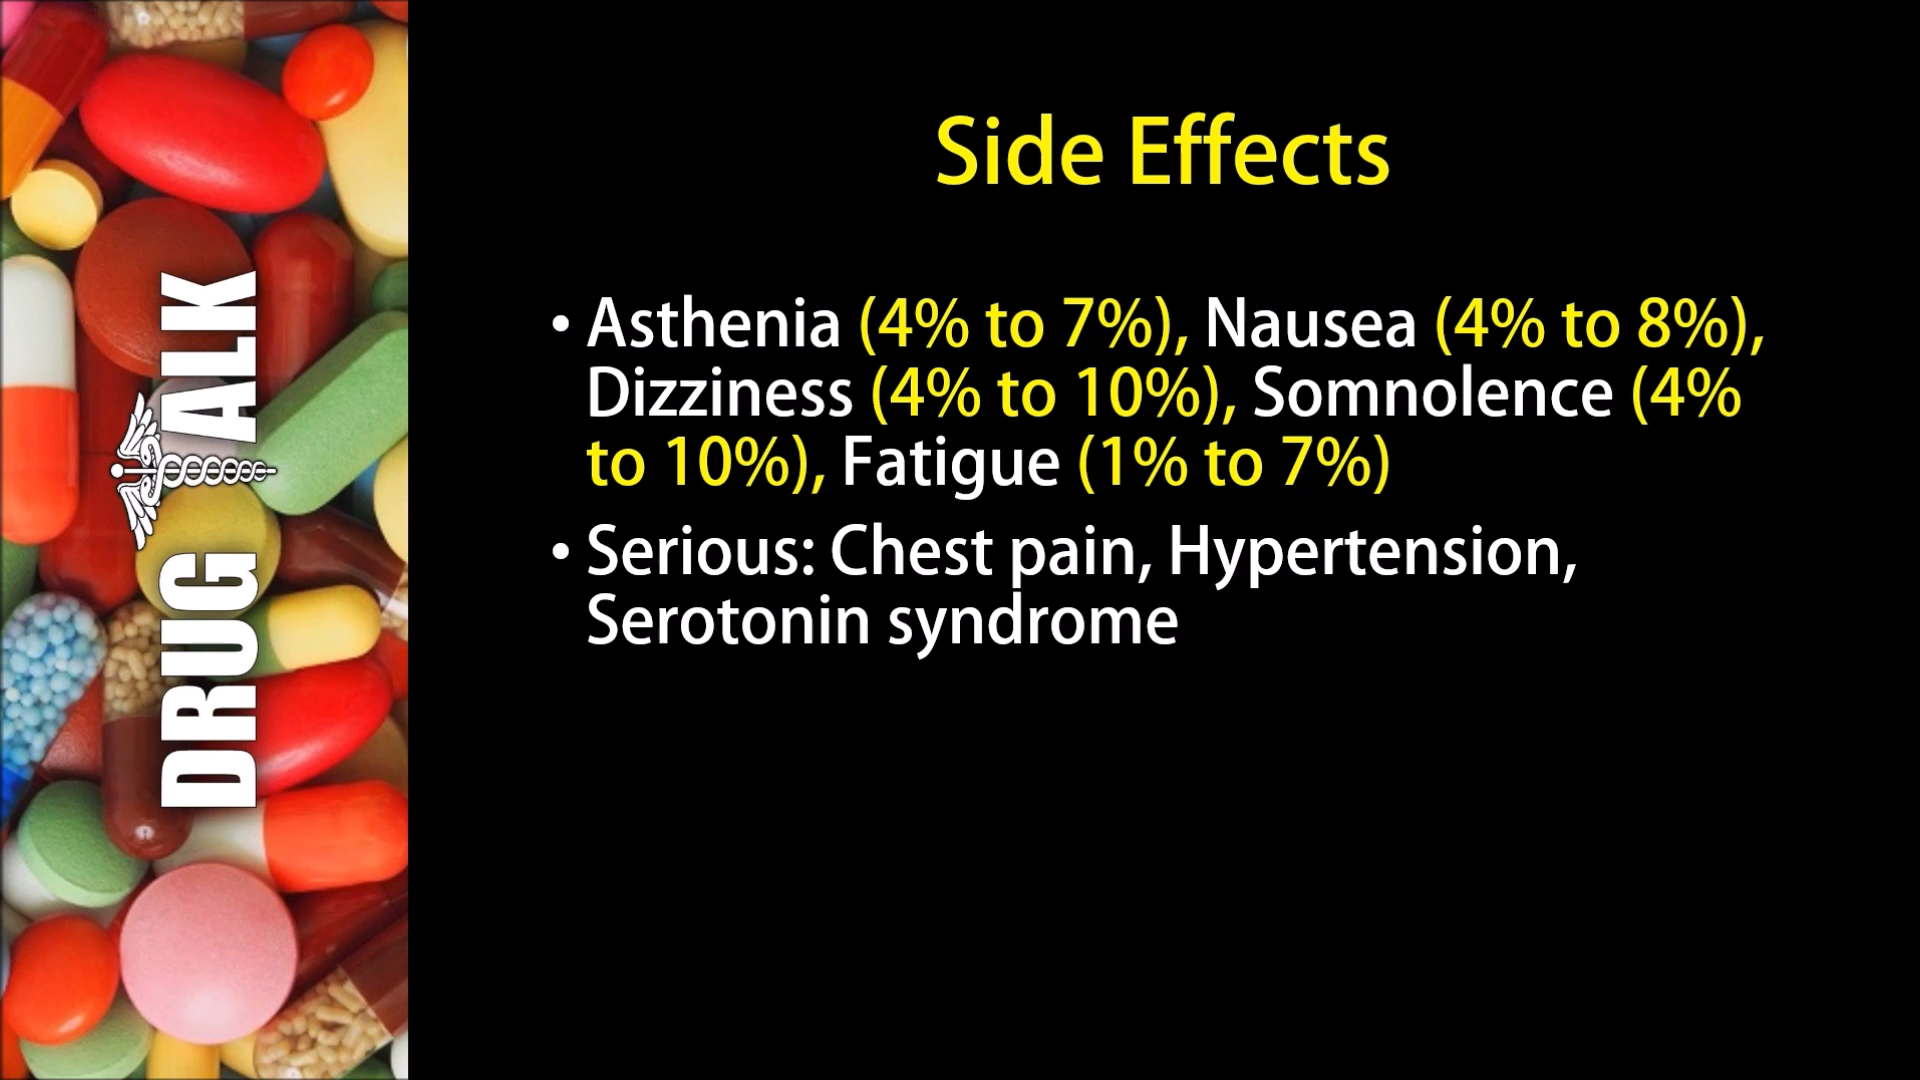 DRUG TALK
Side Effects
• Asthenia (4% to 7%), Nausea (4% to 8%),
Dizziness (4% to 10%), Somnolence (4%
to 10%), Fatigue (1% to 7%)
• Serious: Chest pain, Hypertension,
Serotonin syndrome